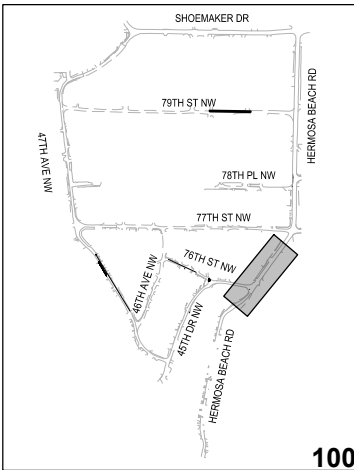 SHOEMAKER DR
79TH ST NW
HERMOSA BEACH RD
47TH AVE NW
78TH PL NW
77TH ST NW
76TH ST NW
46TH AVE NW
45TH DR NW
HERMOSA BEACH RD
100